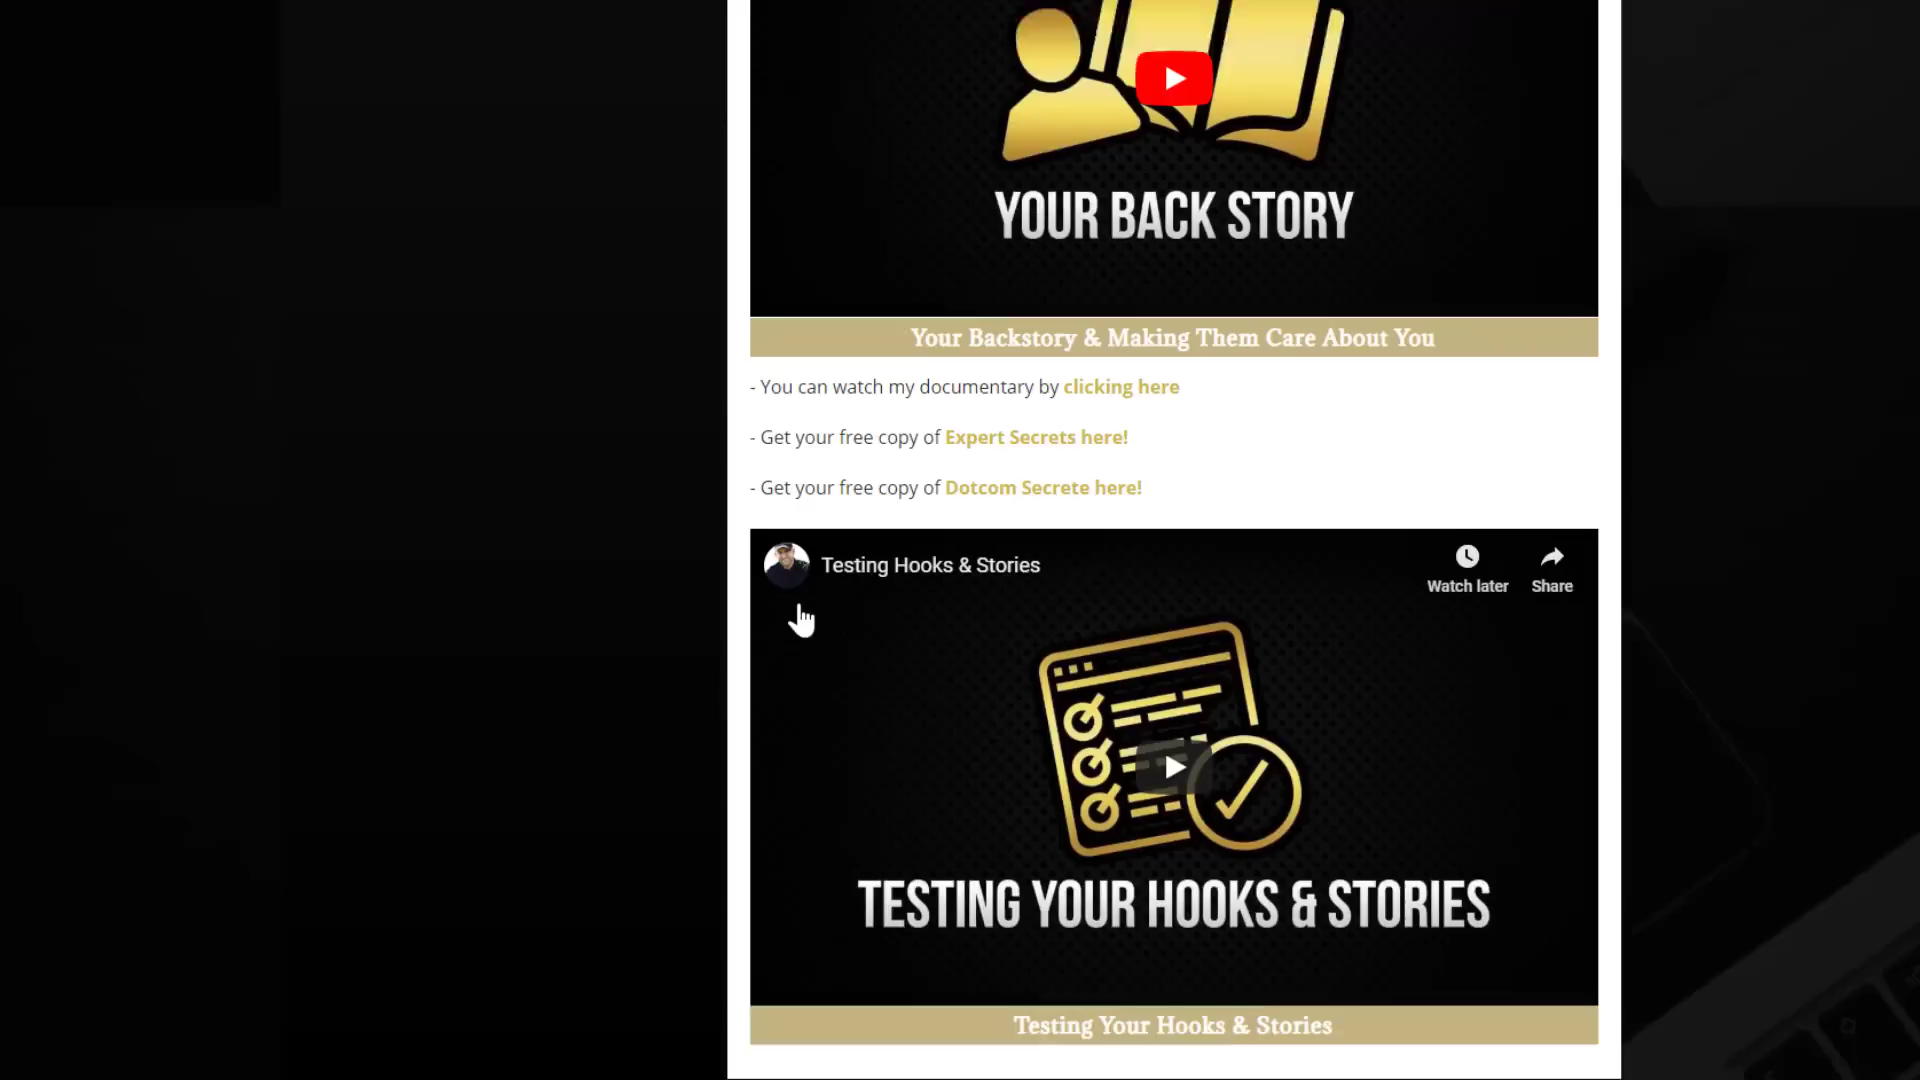 YOUR BACK STORY
Your Backstory & Making Them Care About You
- You can watch my documentary by clicking here
- Get your free copy of Expert Secrets here!
- Get your free copy of Dotcom Secrete here!
Testing Hooks & Stories
Watch later
Share
TESTING YOUR HOOKS & STORIES
Testing Your Hooks & Stories